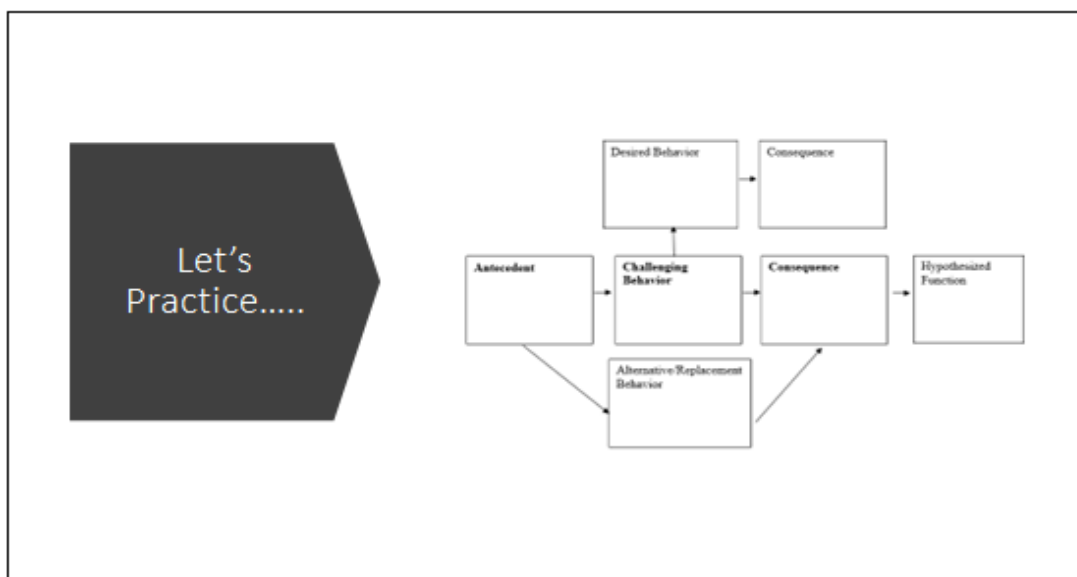 Let's
Practice.....
Desired Behavior
Consequence
Antecedent
Challenging
Behavior
Consequence
Hypothesized
Function
Alternative/Replacement
Behavior